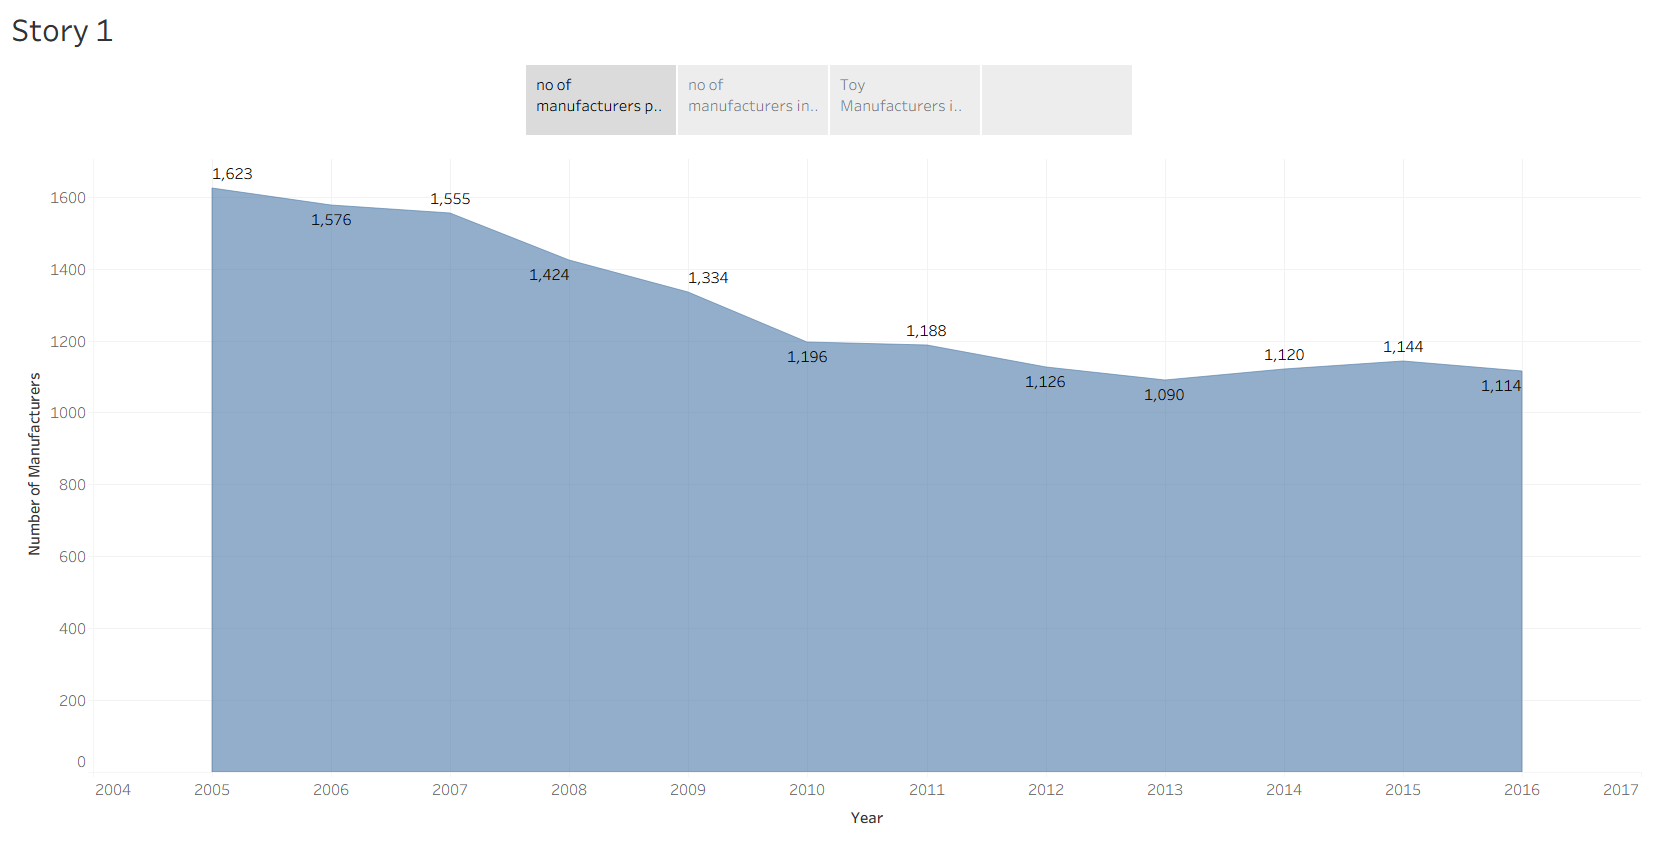 Story 1
no of
manufacturers p..
no of
manufacturers in..
Toy
Manufacturers i..
1,623
1,576
1,555
1,424
1,334
1,196
1,188
1,126
1,090
1,120
1,144
1,114
1600
1400
1200
1000
800
600
400
200
0
Number of Manufacturers
2004 2005 2006 2007 2008 2009 2010 2011 2012 2013 2014 2015 2016 2017
Year